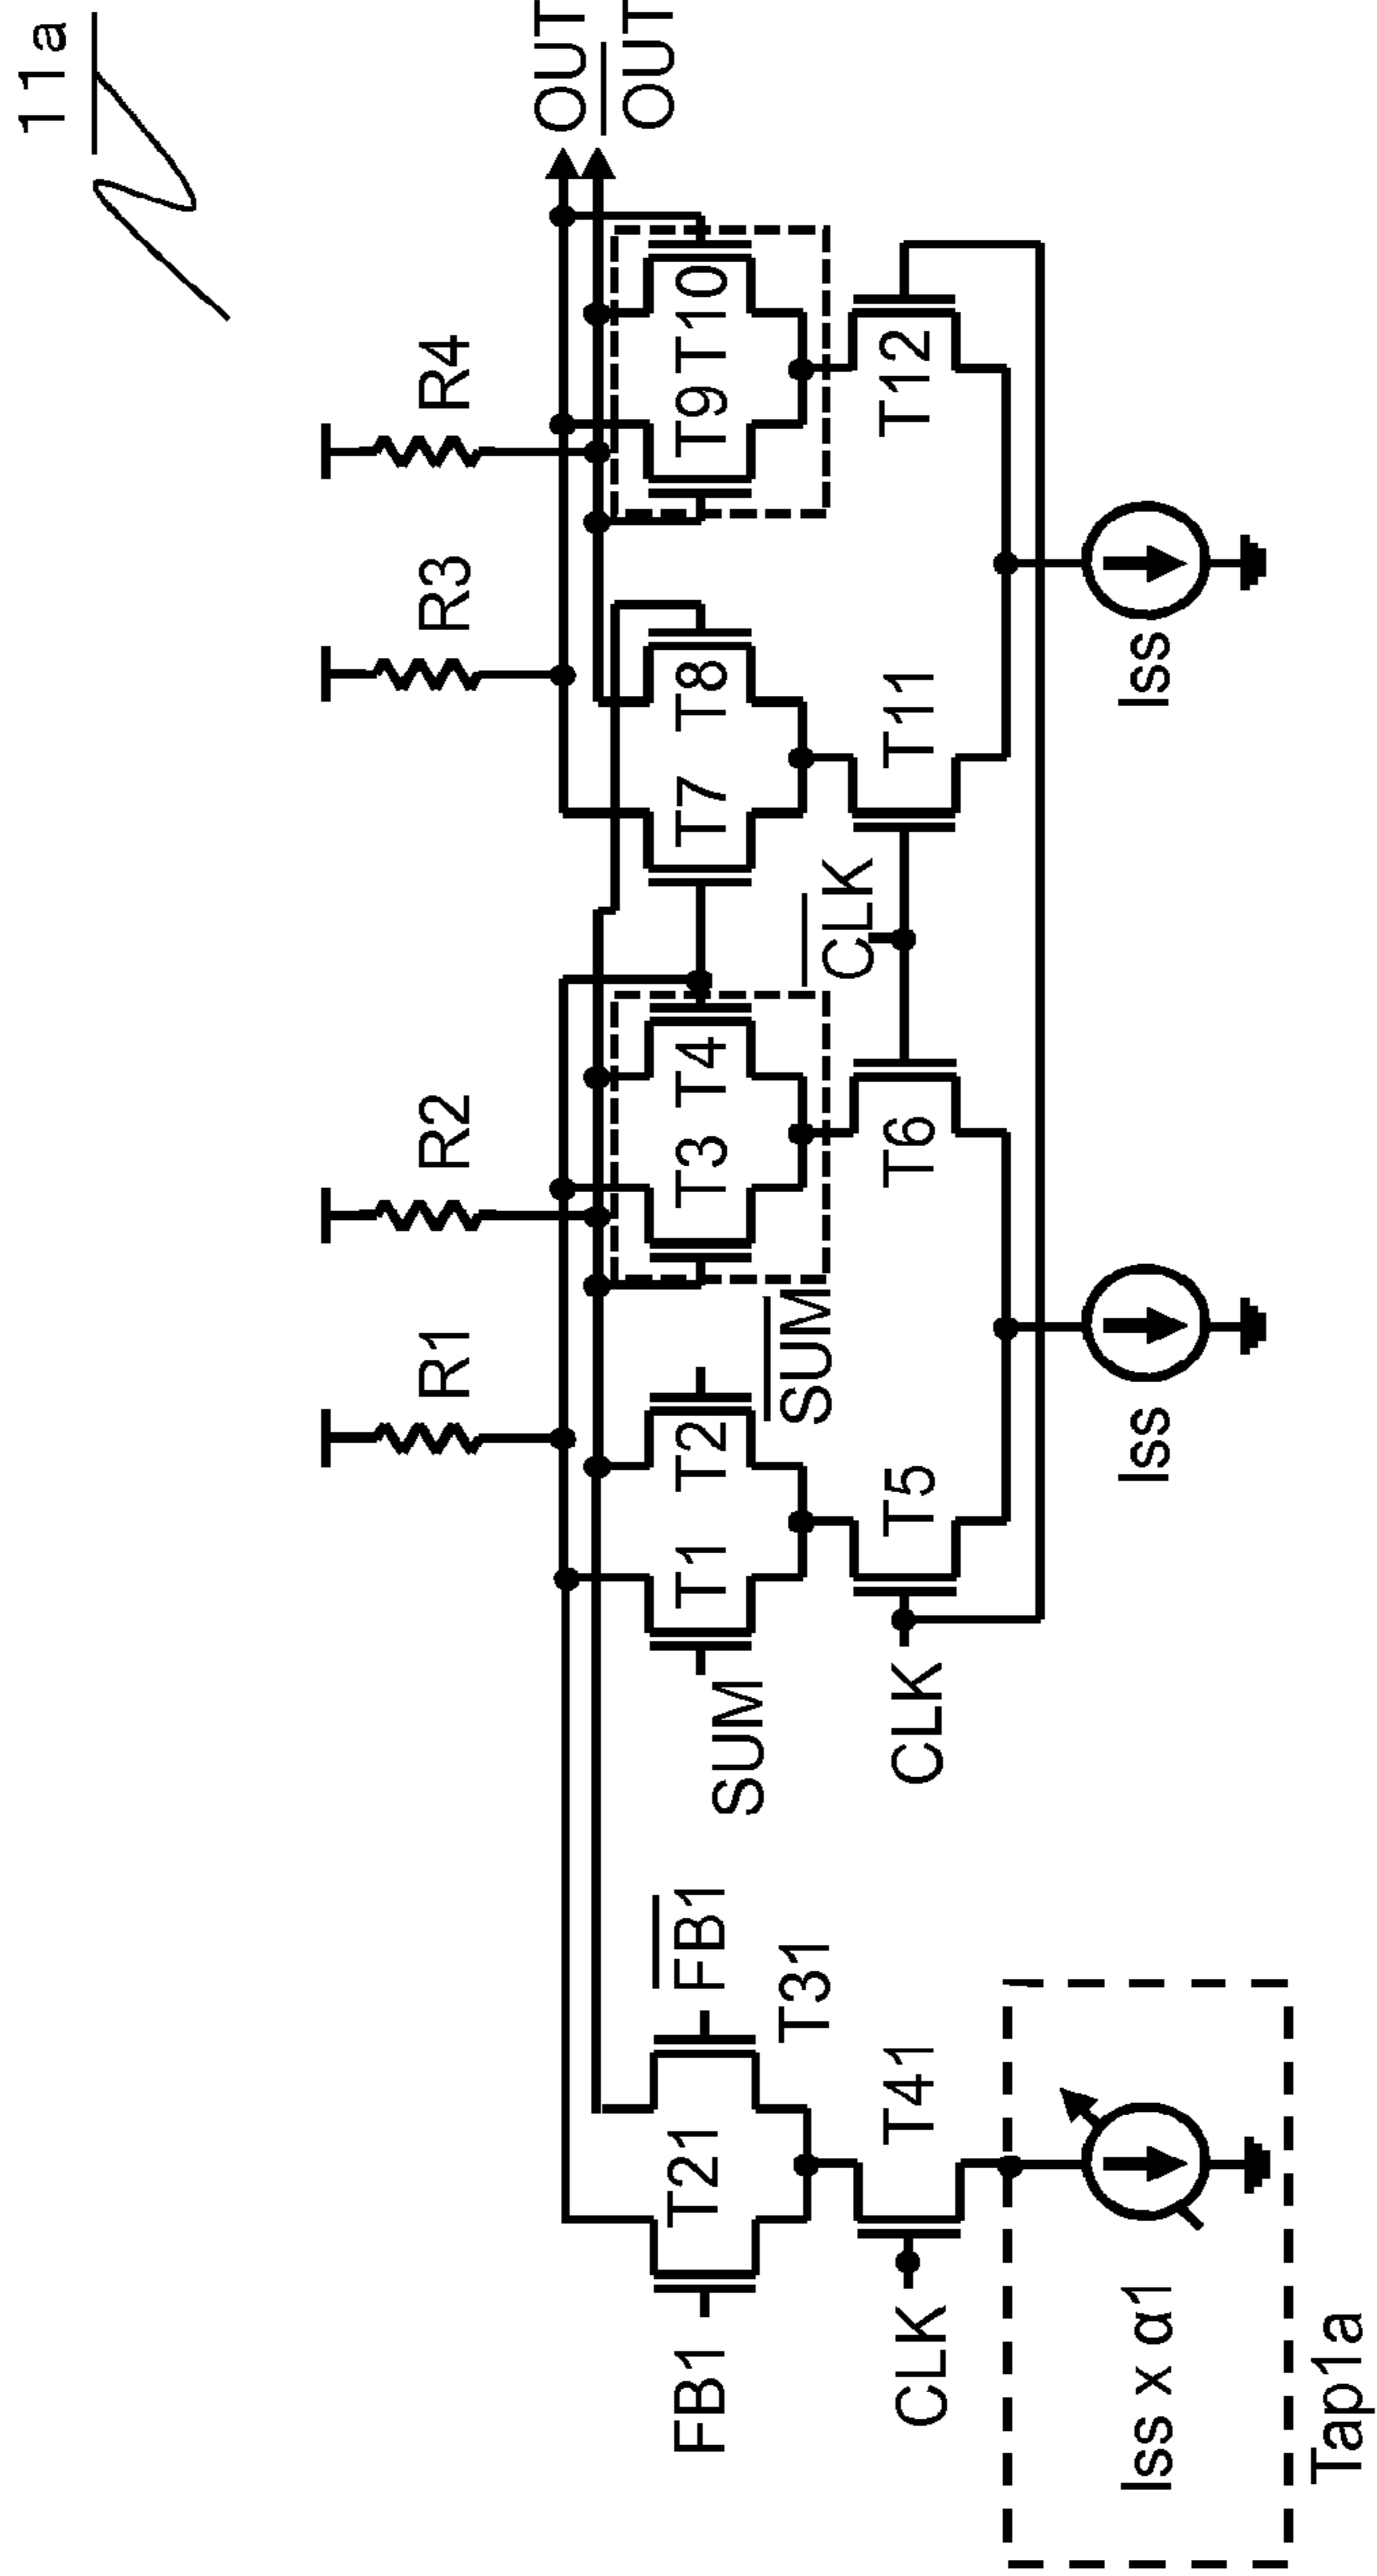 11a
OUT
OUT
R1
R2
R3
R4
FB1
FB1
T21
T31
SUM
T1
T2
SUM
T3
T4
T7
T8
T9
T10
CLK
T41
CLK
T5
T6
CLK
T11
T12
Iss x α1
Iss
Iss
Tap1a